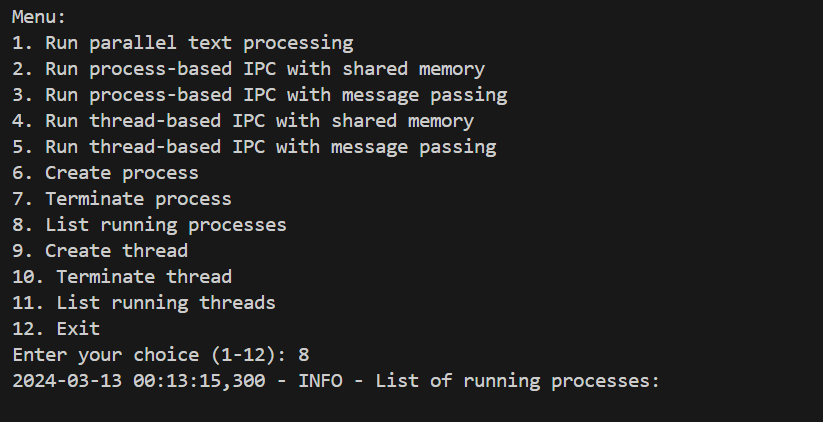 Menu:
1. Run parallel text processing
2. Run process-based IPC with shared memory
3. Run process-based IPC with message passing
4. Run thread-based IPC with shared memory
5. Run thread-based IPC with message passing
6. Create process
7. Terminate process
8. List running processes
9. Create thread
10. Terminate thread
11. List running threads
12. Exit
Enter your choice (1-12): 8
2024-03-13 00:13:15,300 - INFO - List of running processes: